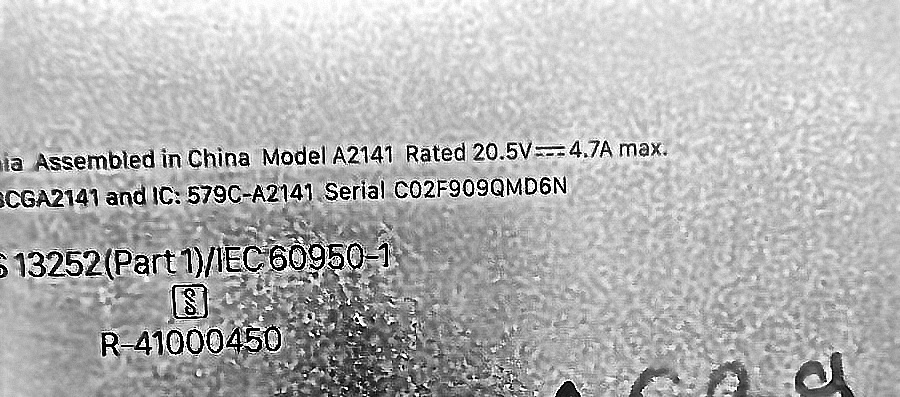 Assembled in China Model A2141 Rated 20.5V⎓4.7A max.
BCGA2141 and IC: 579C-A2141 Serial C02F909QMD6N
13252(Part 1)/IEC 60950-1
R-41000450